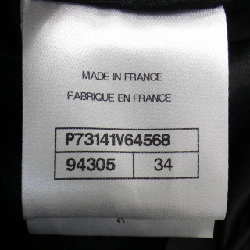 MADE IN FRANCE
FABRIQUE EN FRANCE
P73141V64568
94305 34